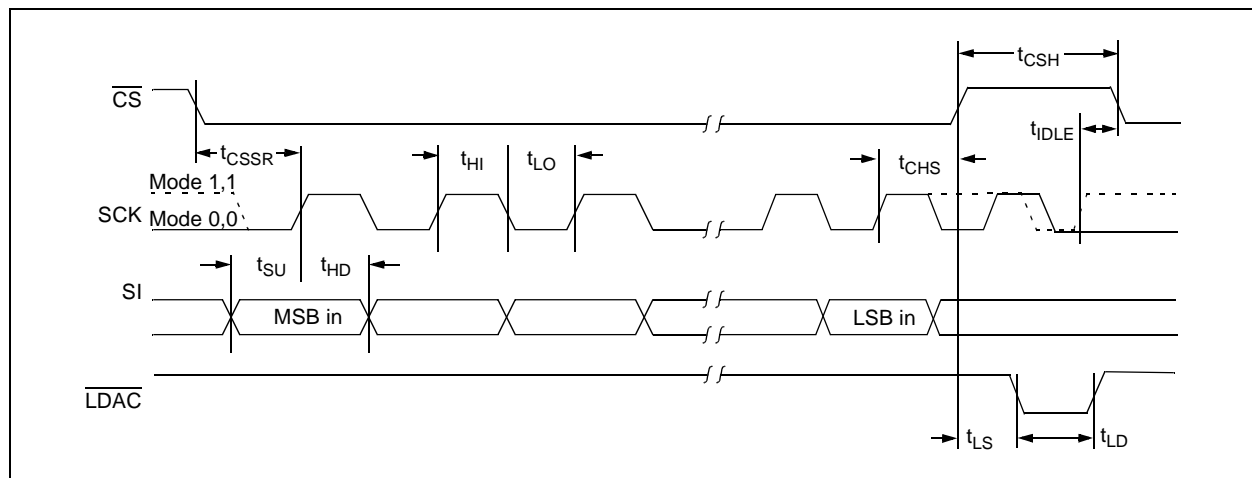 tCSH
CS
tIDLE
tCSSR
tHI
tLO
tCHS
Mode 1,1
SCK
Mode 0,0
tSU
tHD
SI
MSB in
LSB in
LDAC
tLS
tLD